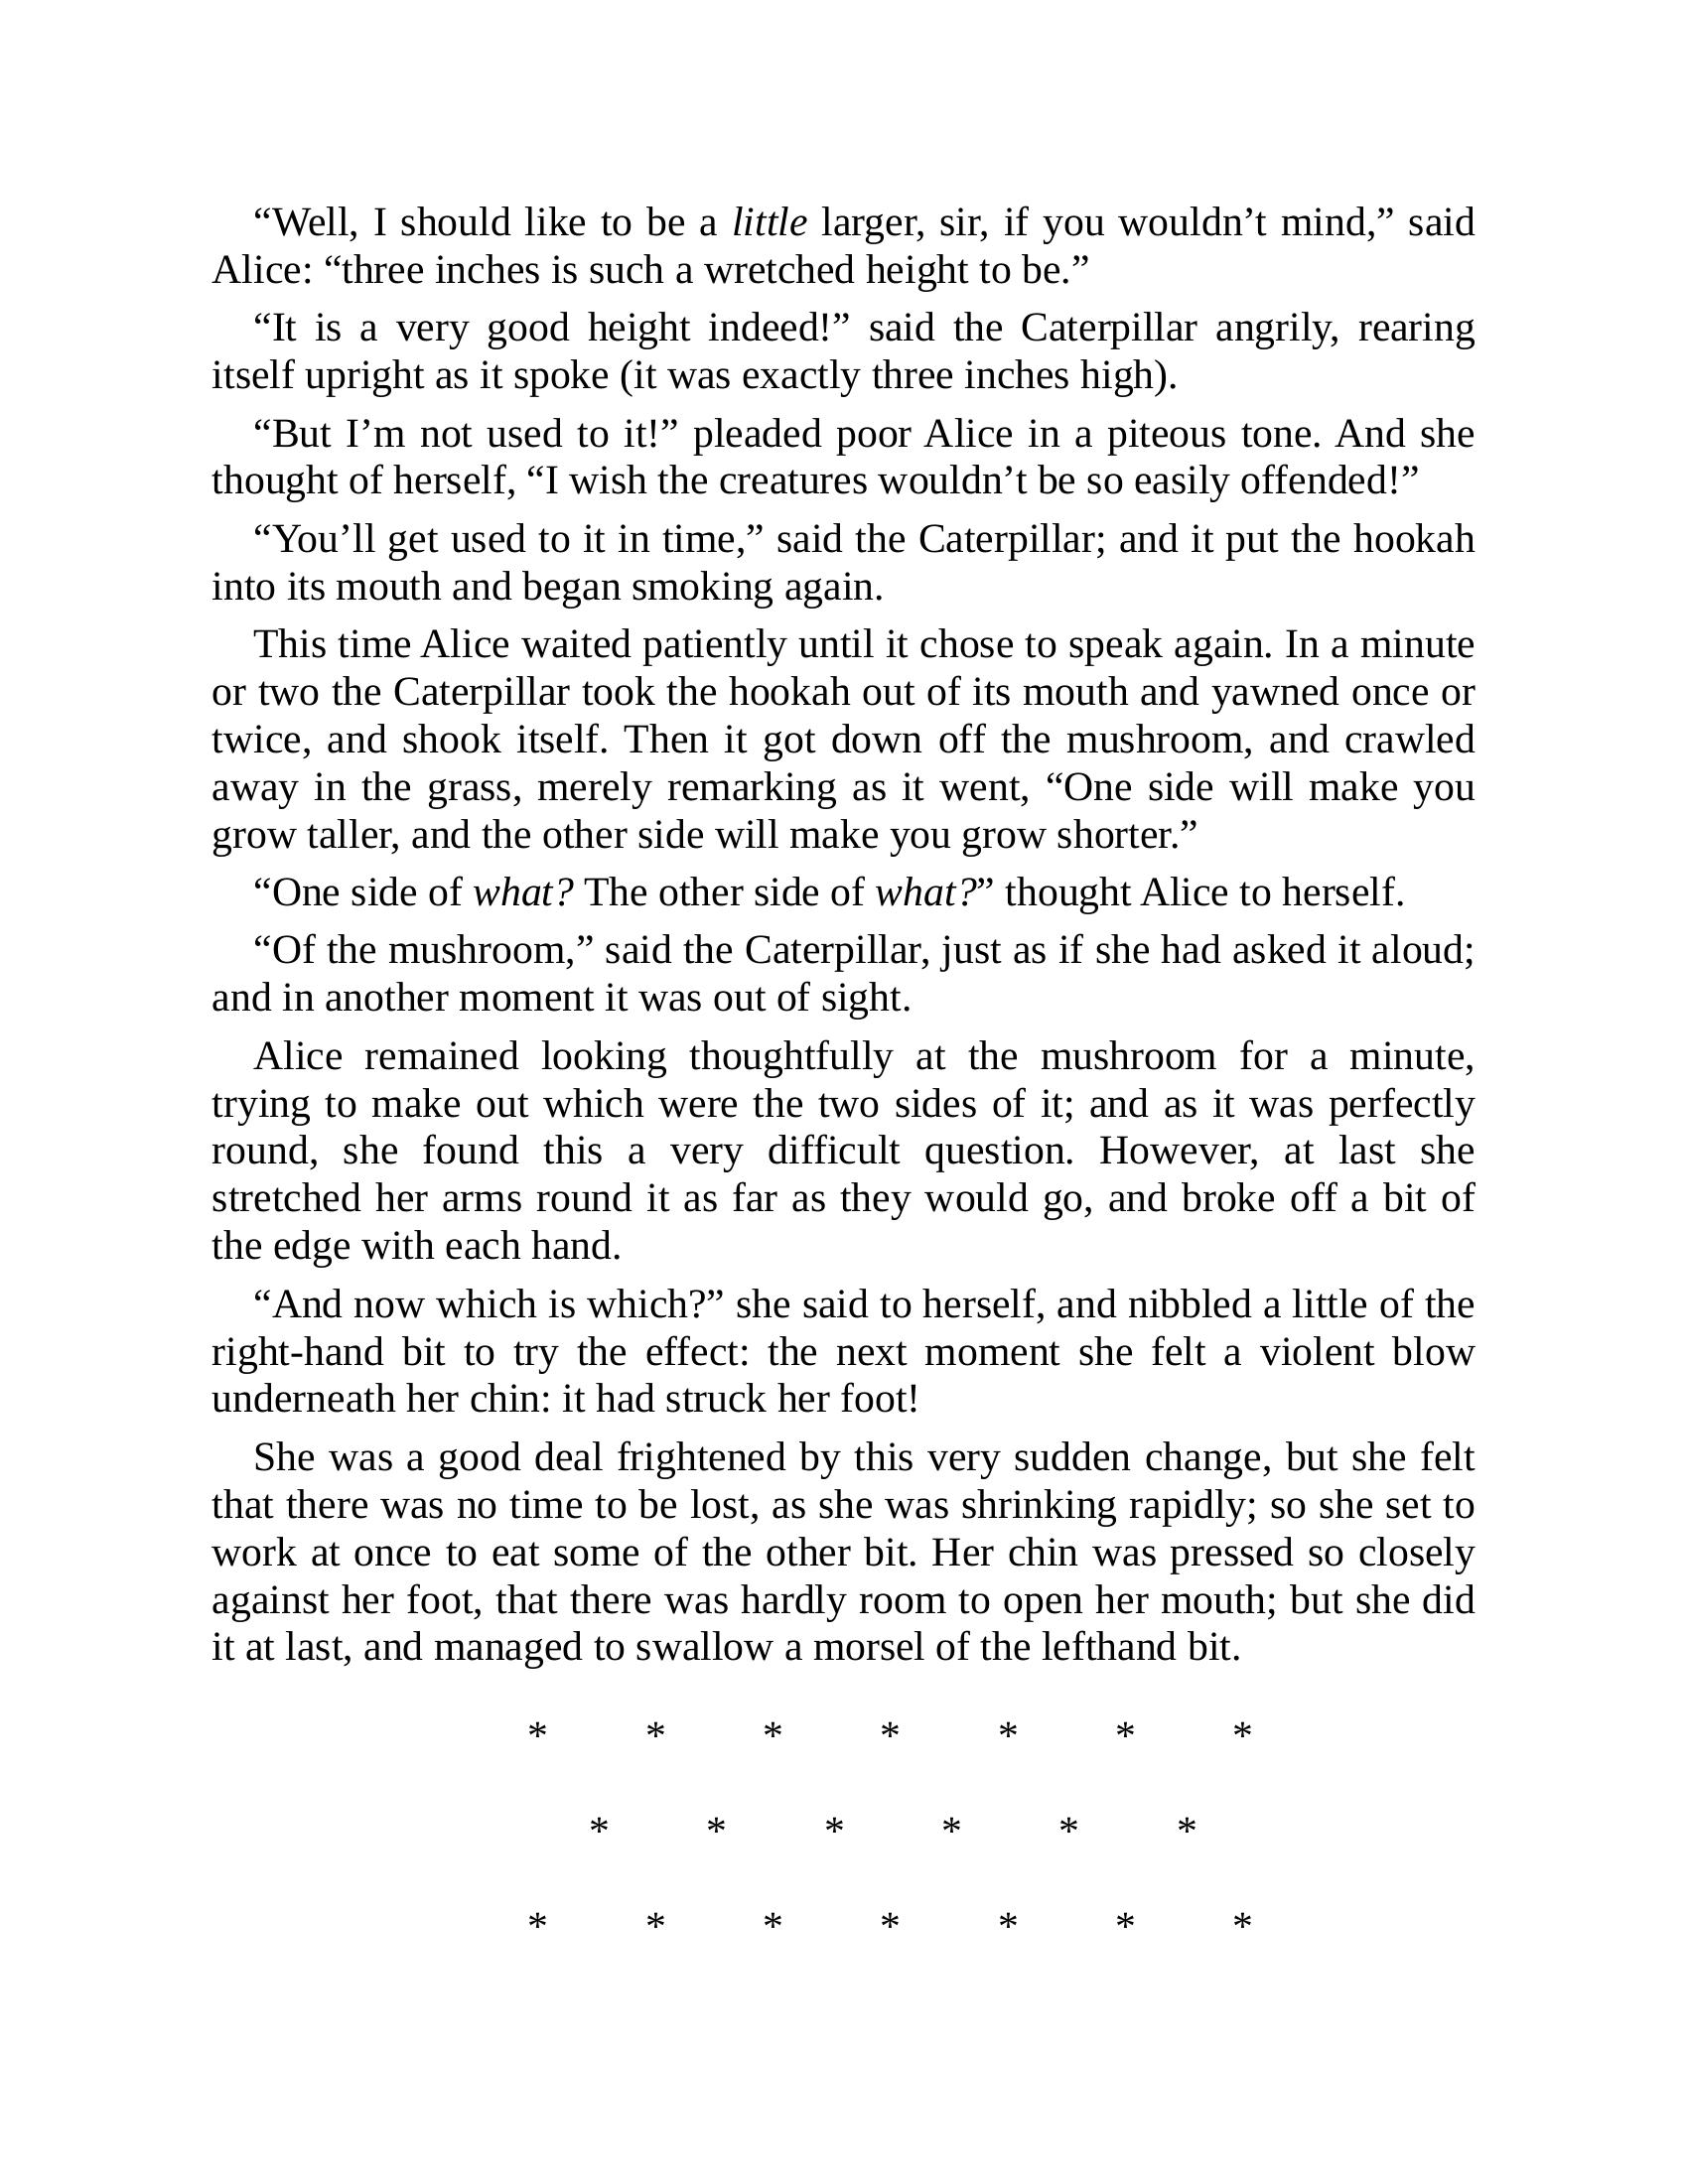 “Well, I should like to be a little larger, sir, if you wouldn’t mind,” said
Alice: “three inches is such a wretched height to be.”
“It is a very good height indeed!” said the Caterpillar angrily, rearing
itself upright as it spoke (it was exactly three inches high).
“But I’m not used to it!” pleaded poor Alice in a piteous tone. And she
thought of herself, “I wish the creatures wouldn’t be so easily offended!”
“You’ll get used to it in time,” said the Caterpillar; and it put the hookah
into its mouth and began smoking again.
This time Alice waited patiently until it chose to speak again. In a minute
or two the Caterpillar took the hookah out of its mouth and yawned once or
twice, and shook itself. Then it got down off the mushroom, and crawled
away in the grass, merely remarking as it went, “One side will make you
grow taller, and the other side will make you grow shorter.”
“One side of what? The other side of what?” thought Alice to herself.
“Of the mushroom,” said the Caterpillar, just as if she had asked it aloud;
and in another moment it was out of sight.
Alice remained looking thoughtfully at the mushroom for a minute,
trying to make out which were the two sides of it; and as it was perfectly
round, she found this a very difficult question. However, at last she
stretched her arms round it as far as they would go, and broke off a bit of
the edge with each hand.
“And now which is which?” she said to herself, and nibbled a little of the
right-hand bit to try the effect: the next moment she felt a violent blow
underneath her chin: it had struck her foot!
She was a good deal frightened by this very sudden change, but she felt
that there was no time to be lost, as she was shrinking rapidly; so she set to
work at once to eat some of the other bit. Her chin was pressed so closely
against her foot, that there was hardly room to open her mouth; but she did
it at last, and managed to swallow a morsel of the lefthand bit.
* * * * * * *
* * * * * *
* * * * * * *